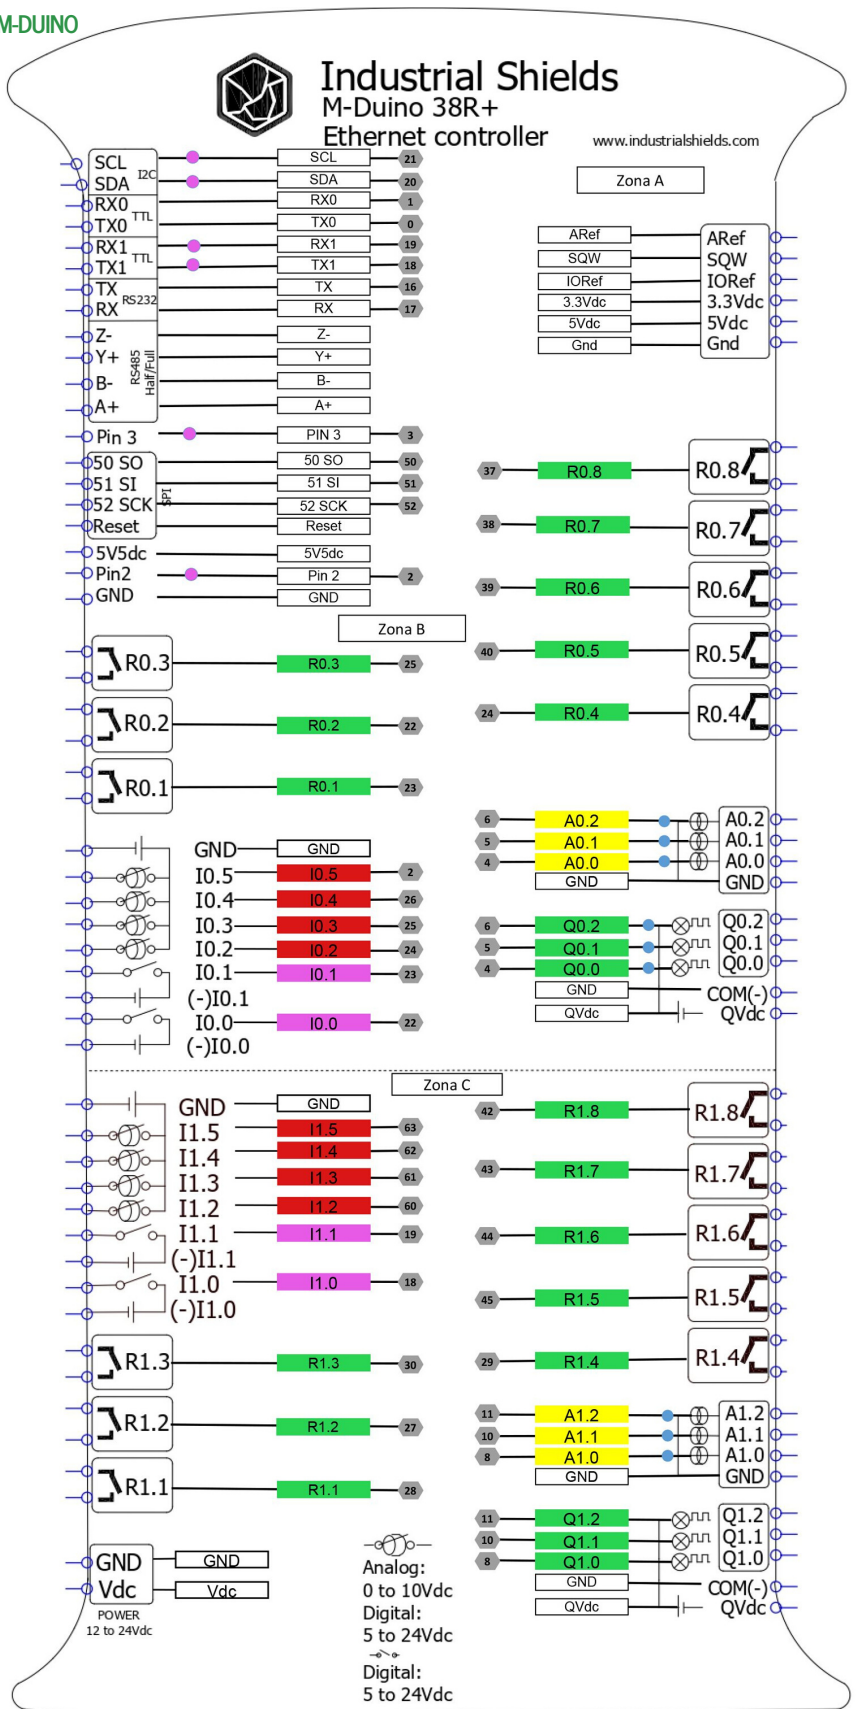 M-DUINO
Industrial Shields
M-Duino 38R+
Ethernet controller
www.industrialshields.com
Zona A
SCL SCL 21
I2C
SDA SDA 20
RX0 RX0 1
TTL
TX0 TX0 0
RX1 RX1 19
TTL
TX1 TX1 18
TX TX 16
RS232
RX RX 17
Z- Z-
Y+ Y+
RS485
Half/Full
B- B-
A+ A+
Pin 3 PIN 3 3
50 SO 50 SO 50
51 SI 51 SI 51
SPI
52 SCK 52 SCK 52
Reset Reset
5V5dc 5V5dc
Pin2 Pin 2 2
GND GND
ARef ARef
SQW SQW
IORef IORef
3.3Vdc 3.3Vdc
5Vdc 5Vdc
Gnd Gnd
37 R0.8 R0.8
38 R0.7 R0.7
39 R0.6 R0.6
40 R0.5 R0.5
24 R0.4 R0.4
Zona B
R0.3 R0.3 25
R0.2 R0.2 22
R0.1 R0.1 23
GND GND
I0.5 I0.5 2
I0.4 I0.4 26
I0.3 I0.3 25
I0.2 I0.2 24
I0.1 I0.1 23
(-)I0.1
I0.0 I0.0 22
(-)I0.0
6 A0.2 A0.2
5 A0.1 A0.1
4 A0.0 A0.0
GND GND
6 Q0.2 Q0.2
5 Q0.1 Q0.1
4 Q0.0 Q0.0
GND COM(-)
QVdc QVdc
Zona C
GND GND
I1.5 I1.5 63
I1.4 I1.4 62
I1.3 I1.3 61
I1.2 I1.2 60
I1.1 I1.1 19
(-)I1.1
I1.0 I1.0 18
(-)I1.0
R1.3 R1.3 30
R1.2 R1.2 27
R1.1 R1.1 28
42 R1.8 R1.8
43 R1.7 R1.7
44 R1.6 R1.6
45 R1.5 R1.5
29 R1.4 R1.4
11 A1.2 A1.2
10 A1.1 A1.1
8 A1.0 A1.0
GND GND
11 Q1.2 Q1.2
10 Q1.1 Q1.1
8 Q1.0 Q1.0
GND COM(-)
QVdc QVdc
GND GND
Vdc Vdc
POWER
12 to 24Vdc
Analog:
0 to 10Vdc
Digital:
5 to 24Vdc
Digital:
5 to 24Vdc